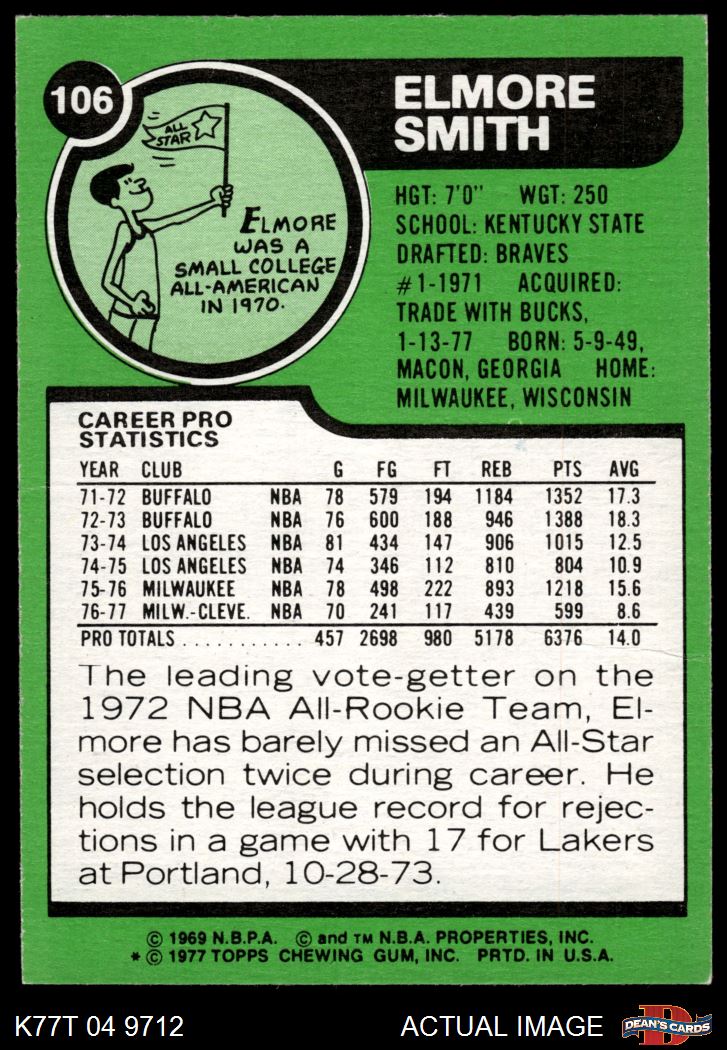 106
ELMORE
SMITH
ALL
STAR
ELMORE
WAS A
SMALL COLLEGE
ALL-AMERICAN
IN 1970.
HGT: 7'0" WGT: 250
SCHOOL: KENTUCKY STATE
DRAFTED: BRAVES
#1-1971 ACQUIRED:
TRADE WITH BUCKS,
1-13-77 BORN: 5-9-49,
MACON, GEORGIA HOME:
MILWAUKEE, WISCONSIN
CAREER PRO
STATISTICS
YEAR CLUB G FG FT REB PTS AVG
71-72 BUFFALO NBA 78 579 194 1184 1352 17.3
72-73 BUFFALO NBA 76 600 188 946 1388 18.3
73-74 LOS ANGELES NBA 81 434 147 906 1015 12.5
74-75 LOS ANGELES NBA 74 346 112 810 804 10.9
75-76 MILWAUKEE NBA 78 498 222 893 1218 15.6
76-77 MILW.-CLEVE. NBA 70 241 117 439 599 8.6
PRO TOTALS . . . . . . . . . . . 457 2698 980 5178 6376 14.0
The leading vote-getter on the
1972 NBA All-Rookie Team, El-
more has barely missed an All-Star
selection twice during career. He
holds the league record for rejec-
tions in a game with 17 for Lakers
at Portland, 10-28-73.
© 1969 N.B.P.A. © and TM N.B.A. PROPERTIES, INC.
* © 1977 TOPPS CHEWING GUM, INC. PRTD. IN U.S.A.
K77T 04 9712 ACTUAL IMAGE
D
DEAN'S CARDS